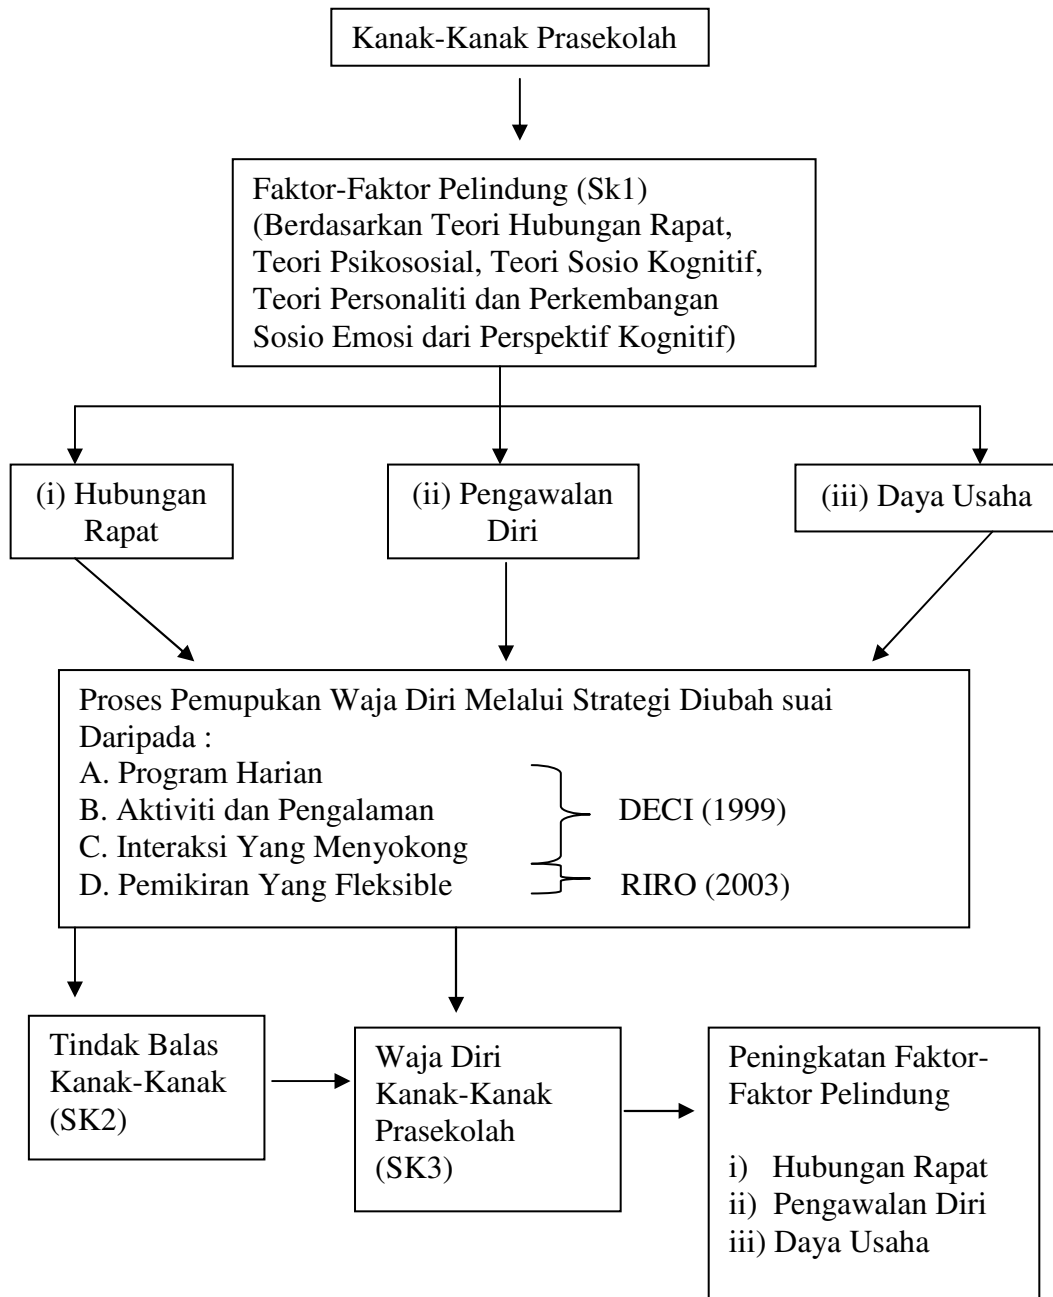 Kanak-Kanak Prasekolah
Faktor-Faktor Pelindung (Sk1)
(Berdasarkan Teori Hubungan Rapat,
Teori Psikososial, Teori Sosio Kognitif,
Teori Personaliti dan Perkembangan
Sosio Emosi dari Perspektif Kognitif)
(i) Hubungan
Rapat
(ii) Pengawalan
Diri
(iii) Daya Usaha
Proses Pemupukan Waja Diri Melalui Strategi Diubah suai
Daripada :
A. Program Harian
B. Aktiviti dan Pengalaman
C. Interaksi Yang Menyokong
D. Pemikiran Yang Fleksible
DECI (1999)
RIRO (2003)
Tindak Balas
Kanak-Kanak
(SK2)
Waja Diri
Kanak-Kanak
Prasekolah
(SK3)
Peningkatan Faktor-
Faktor Pelindung
i) Hubungan Rapat
ii) Pengawalan Diri
iii) Daya Usaha